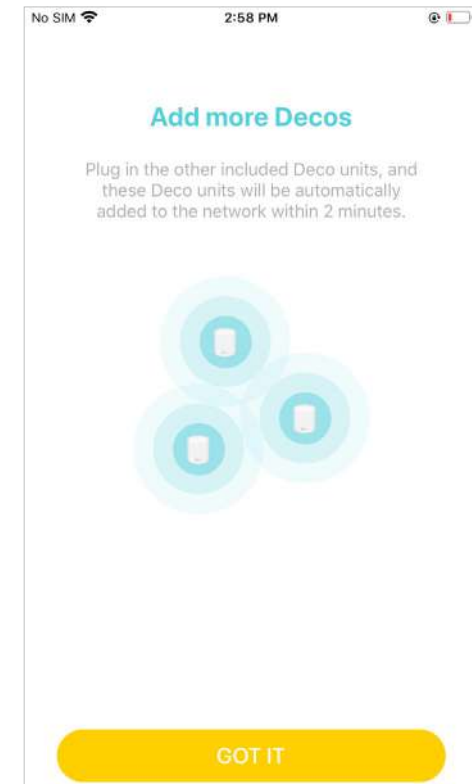 No SIM 2:58 PM
Add more Decos
Plug in the other included Deco units, and
these Deco units will be automatically
added to the network within 2 minutes.
GOT IT